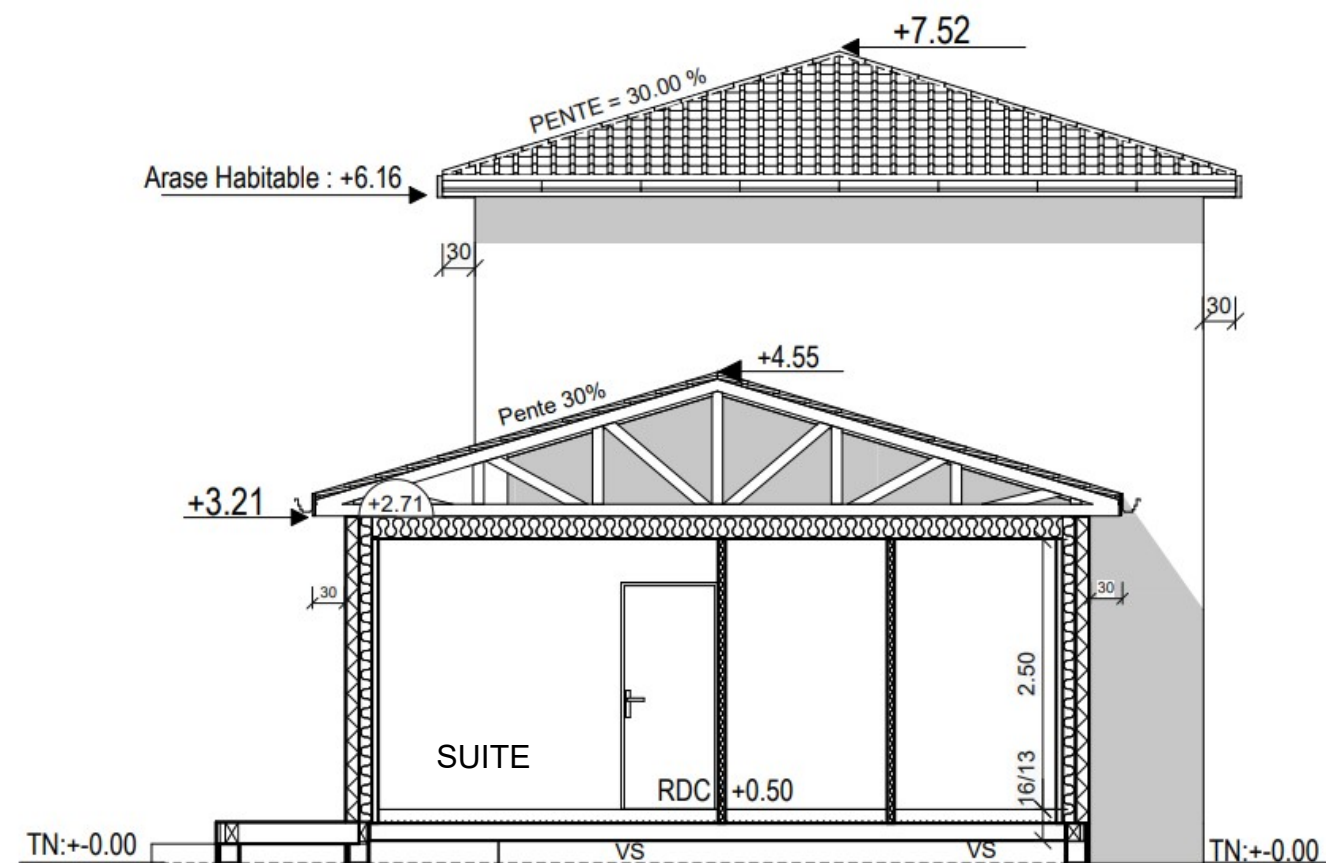 +7.52
PENTE = 30.00 %
Arase Habitable : +6.16
30
30
+4.55
Pente 30%
+3.21
+2.71
30
30
2.50
SUITE
16/13
RDC +0.50
TN:+-0.00
VS
VS
TN:+-0.00